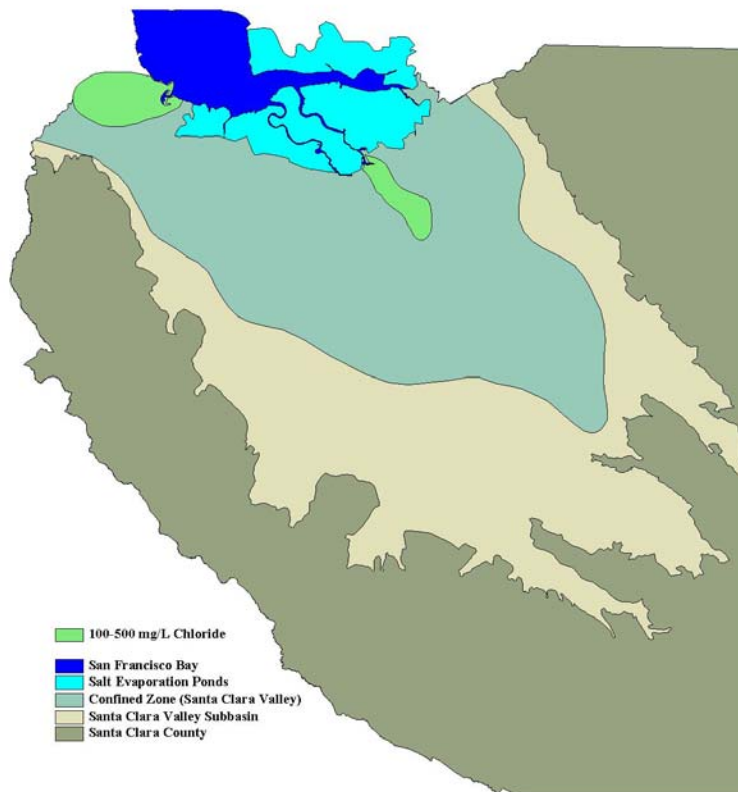 100-500 mg/L Chloride
San Francisco Bay
Salt Evaporation Ponds
Confined Zone (Santa Clara Valley)
Santa Clara Valley Subbasin
Santa Clara County